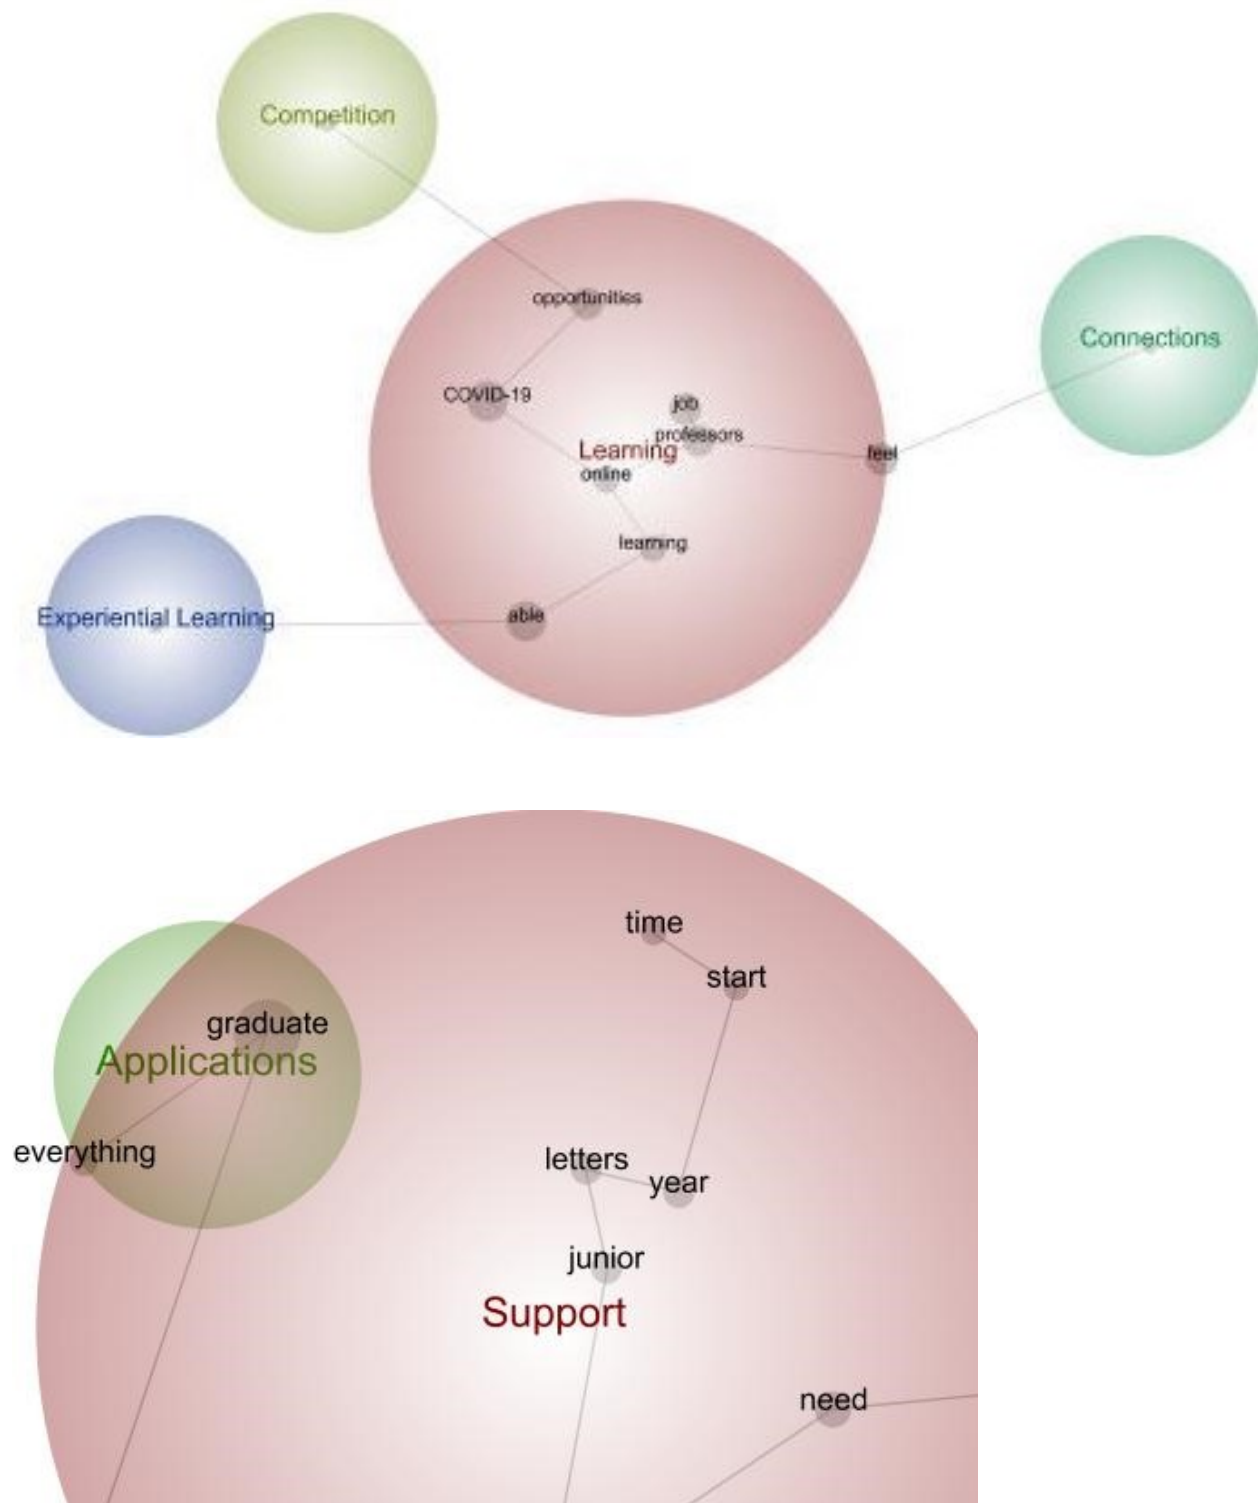 Competition
opportunities
Connections
COVID-19
job
professors
Learning
feel
online
learning
able
Experiential Learning
time
start
graduate
Applications
everything
letters
year
junior
Support
need